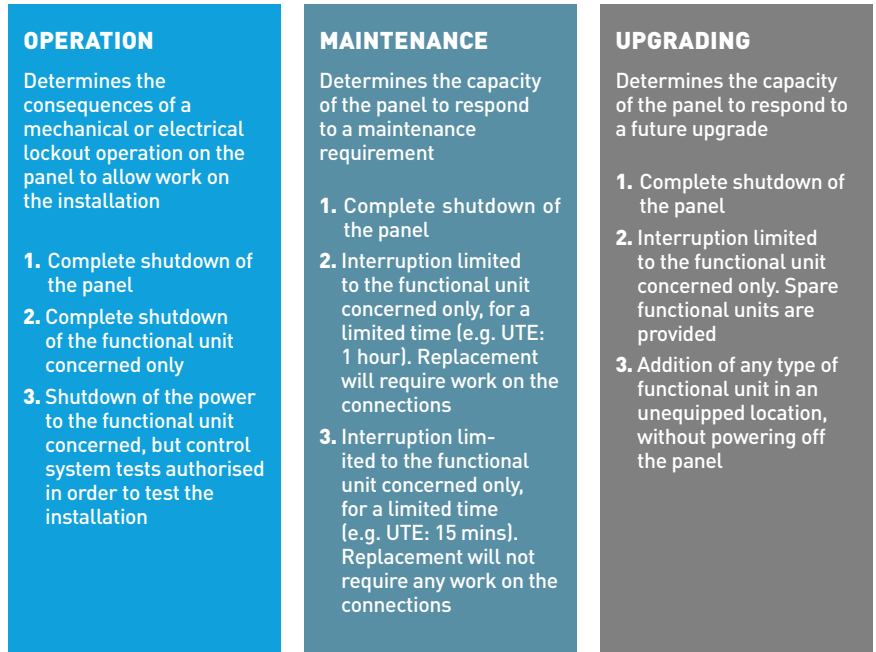 OPERATION
Determines the
consequences of a
mechanical or electrical
lockout operation on the
panel to allow work on
the installation
1. Complete shutdown of
the panel
2. Complete shutdown
of the functional unit
concerned only
3. Shutdown of the power
to the functional unit
concerned, but control
system tests authorised
in order to test the
installation
MAINTENANCE
Determines the capacity
of the panel to respond
to a maintenance
requirement
1. Complete shutdown of
the panel
2. Interruption limited
to the functional unit
concerned only, for a
limited time (e.g. UTE:
1 hour). Replacement
will require work on the
connections
3. Interruption lim-
ited to the functional
unit concerned only,
for a limited time
(e.g. UTE: 15 mins).
Replacement will not
require any work on the
connections
UPGRADING
Determines the capacity
of the panel to respond to
a future upgrade
1. Complete shutdown of
the panel
2. Interruption limited
to the functional unit
concerned only. Spare
functional units are
provided
3. Addition of any type of
functional unit in an
unequipped location,
without powering off
the panel